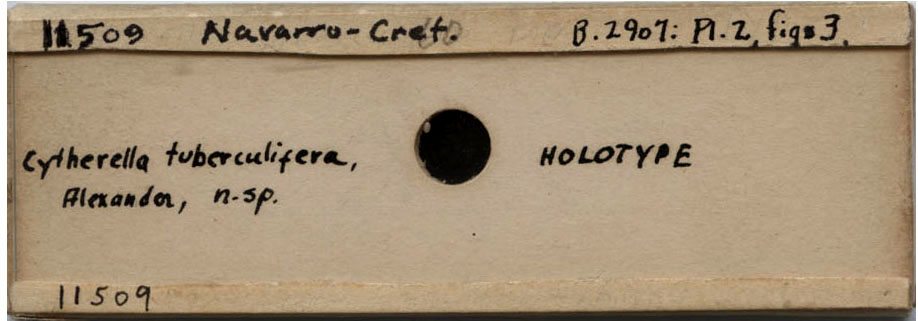 11509 Navarro-Cret. B.2907: Pl.2, figs 3.
Cytherella tuberculifera, HOLOTYPE
Alexander, n.sp.
11509